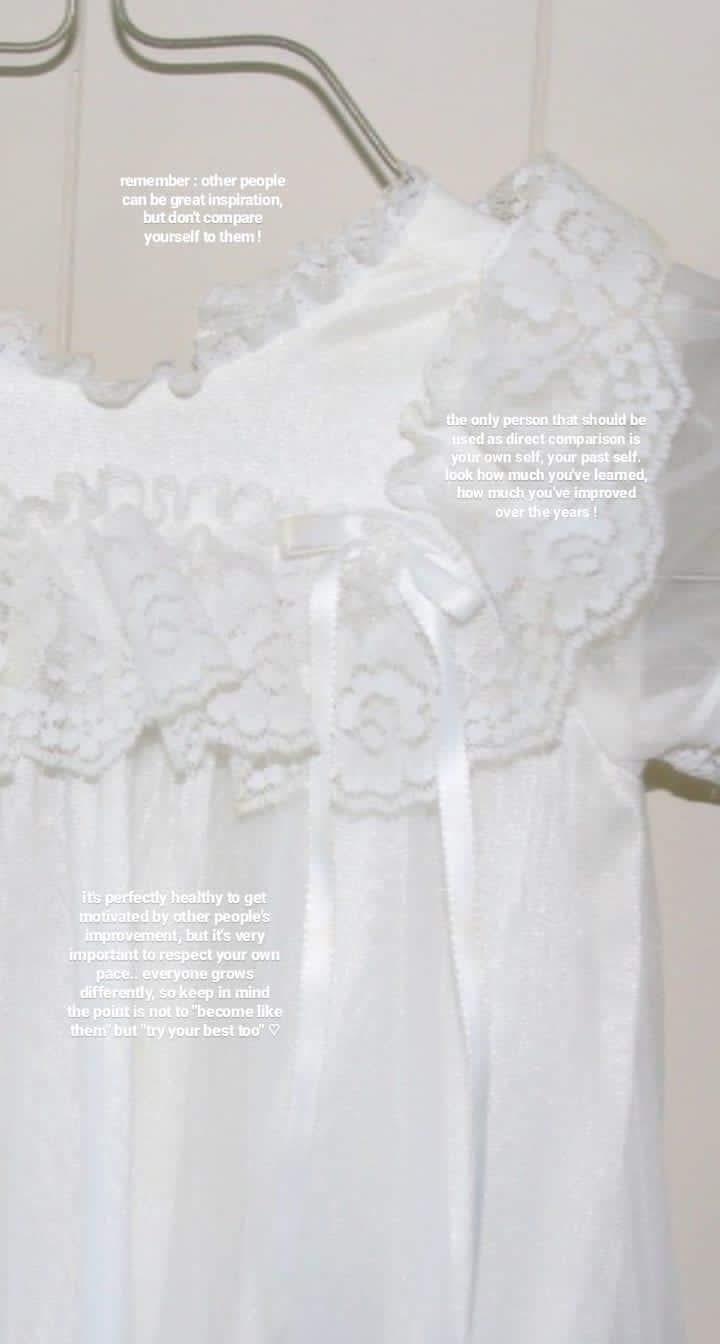 remember : other people
can be great inspiration,
but don't compare
yourself to them !
the only person that should be
used as direct comparison is
your own self, your past self.
look how much you've learned,
how much you've improved
over the years !
it's perfectly healthy to get
motivated by other people's
improvement, but it's very
important to respect your own
pace.. everyone grows
differently, so keep in mind
the point is not to "become like
them" but "try your best too" ♡